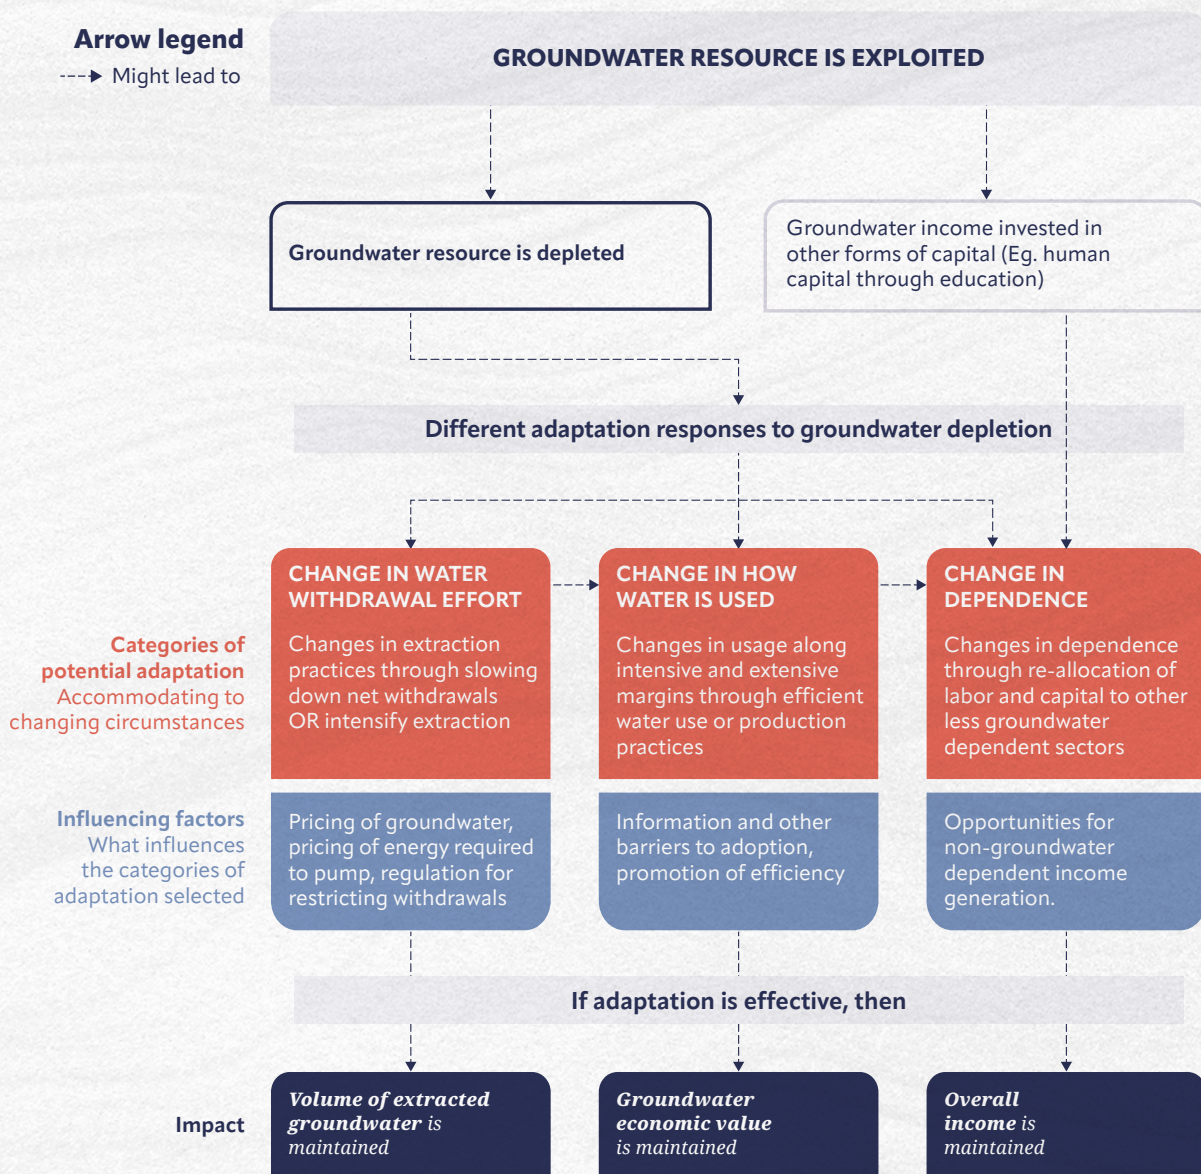 Arrow legend
Might lead to
GROUNDWATER RESOURCE IS EXPLOITED
Groundwater resource is depleted
Groundwater income invested in
other forms of capital (Eg. human
capital through education)
Different adaptation responses to groundwater depletion
Categories of
potential adaptation
Accommodating to
changing circumstances
CHANGE IN WATER
WITHDRAWAL EFFORT
Changes in extraction
practices through slowing
down net withdrawals
OR intensify extraction
CHANGE IN HOW
WATER IS USED
Changes in usage along
intensive and extensive
margins through efficient
water use or production
practices
CHANGE IN
DEPENDENCE
Changes in dependence
through re-allocation of
labor and capital to other
less groundwater
dependent sectors
Influencing factors
What influences
the categories of
adaptation selected
Pricing of groundwater,
pricing of energy required
to pump, regulation for
restricting withdrawals
Information and other
barriers to adoption,
promotion of efficiency
Opportunities for
non-groundwater
dependent income
generation.
If adaptation is effective, then
Impact
Volume of extracted
groundwater is
maintained
Groundwater
economic value
is maintained
Overall
income is
maintained